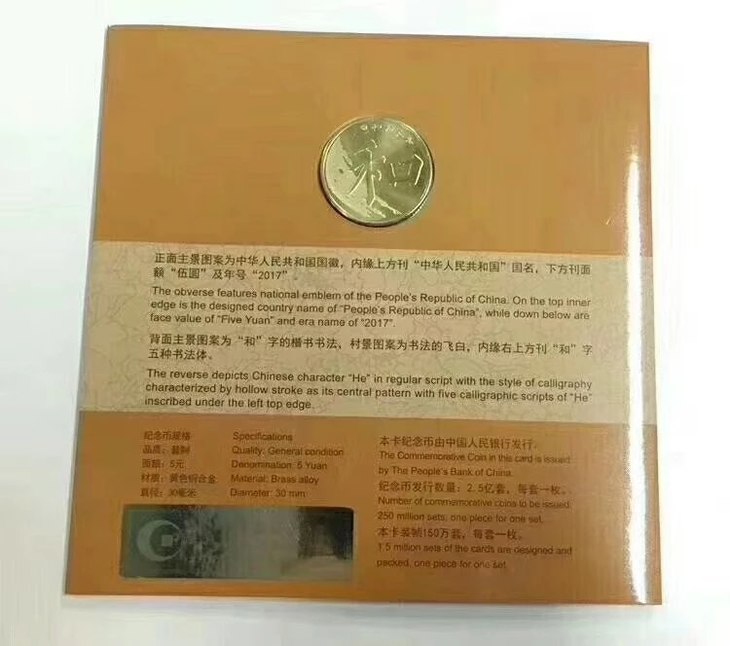 和
正面主景图案为中华人民共和国国徽，内缘上方刊“中华人民共和国”国名，下方刊面
额“伍圆”及年号“2017”．
The obverse features national emblem of the People's Republic of China. On the top inner
edge is the designed country name of “People's Republic of China”, while down below are
face value of “Five Yuan” and era name of “2017”.
背面主景图案为“和”字的楷书书法，村景图案为书法的飞白，内缘右上方刊“和”字
五种书法体。
The reverse depicts Chinese character “He” in regular script with the style of calligraphy
characterized by hollow stroke as its central pattern with five calligraphic scripts of “He”
inscribed under the left top edge.
纪念币规格 Specifications
品质：普制 Quality: General condition
面额：5元 Denomination: 5 Yuan
材质：黄色铜合金 Material: Brass alloy
直径：30毫米 Diameter: 30 mm
本卡纪念币由中国人民银行发行。
The Commemorative Coin in this card is issued
by The People's Bank of China.
纪念币发行数量：2.5亿套，每套一枚。
Number of commemorative coins to be issued:
250 million sets, one piece for one set.
本卡装帧150万套，每套一枚。
1.5 million sets of the cards are designed and
packed, one piece for one set.